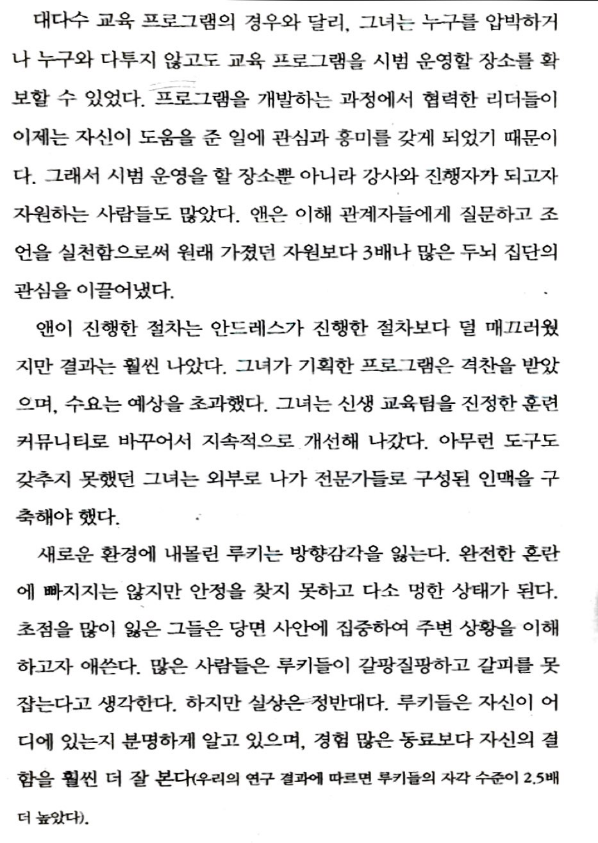 대다수 교육 프로그램의 경우와 달리, 그녀는 누구를 압박하거
나 누구와 다투지 않고도 교육 프로그램을 시범 운영할 장소를 확
보할 수 있었다. 프로그램을 개발하는 과정에서 협력한 리더들이
이제는 자신이 도움을 준 일에 관심과 흥미를 갖게 되었기 때문이
다. 그래서 시범 운영을 할 장소뿐 아니라 강사와 진행자가 되고자
자원하는 사람들도 많았다. 앤은 이해 관계자들에게 질문하고 조
언을 실천함으로써 원래 가졌던 자원보다 3배나 많은 두뇌 집단의
관심을 이끌어냈다.
앤이 진행한 절차는 안드레스가 진행한 절차보다 덜 매끄러웠
지만 결과는 훨씬 나았다. 그녀가 기획한 프로그램은 격찬을 받았
으며, 수요는 예상을 초과했다. 그녀는 신생 교육팀을 진정한 훈련
커뮤니티로 바꾸어서 지속적으로 개선해 나갔다. 아무런 도구도
갖추지 못했던 그녀는 외부로 나가 전문가들로 구성된 인맥을 구
축해야 했다.
새로운 환경에 내몰린 루키는 방향감각을 잃는다. 완전한 혼란
에 빠지지는 않지만 안정을 찾지 못하고 다소 멍한 상태가 된다.
초점을 많이 잃은 그들은 당면 사안에 집중하여 주변 상황을 이해
하고자 애쓴다. 많은 사람들은 루키들이 갈팡질팡하고 갈피를 못
잡는다고 생각한다. 하지만 실상은 정반대다. 루키들은 자신이 어
디에 있는지 분명하게 알고 있으며, 경험 많은 동료보다 자신의 결
함을 훨씬 더 잘 본다(우리의 연구 결과에 따르면 루키들의 자각 수준이 2.5배
더 높았다).